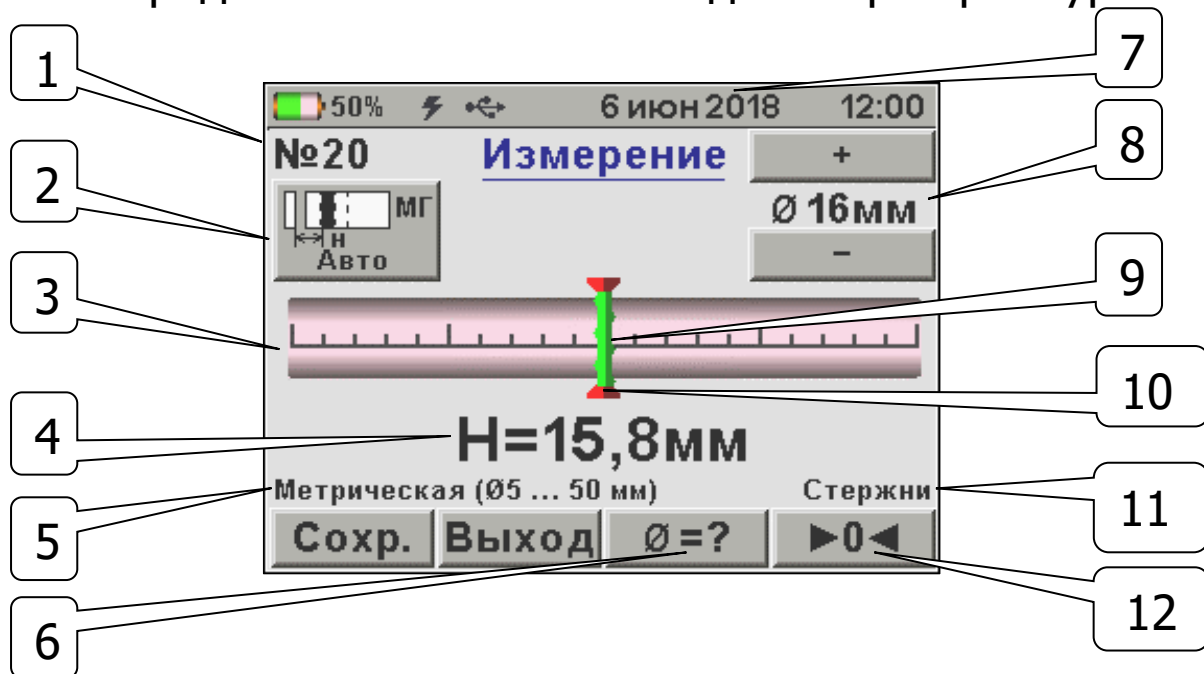 1
7
50% 6 июн 2018 12:00
№20 Измерение +
8
2
МГ
Ø 16мм
H
Авто
−
3
9
10
4
H=15,8мм
Метрическая (Ø5 ... 50 мм) Стержни
11
5
Сохр. Выход Ø=? ►0◄
12
6